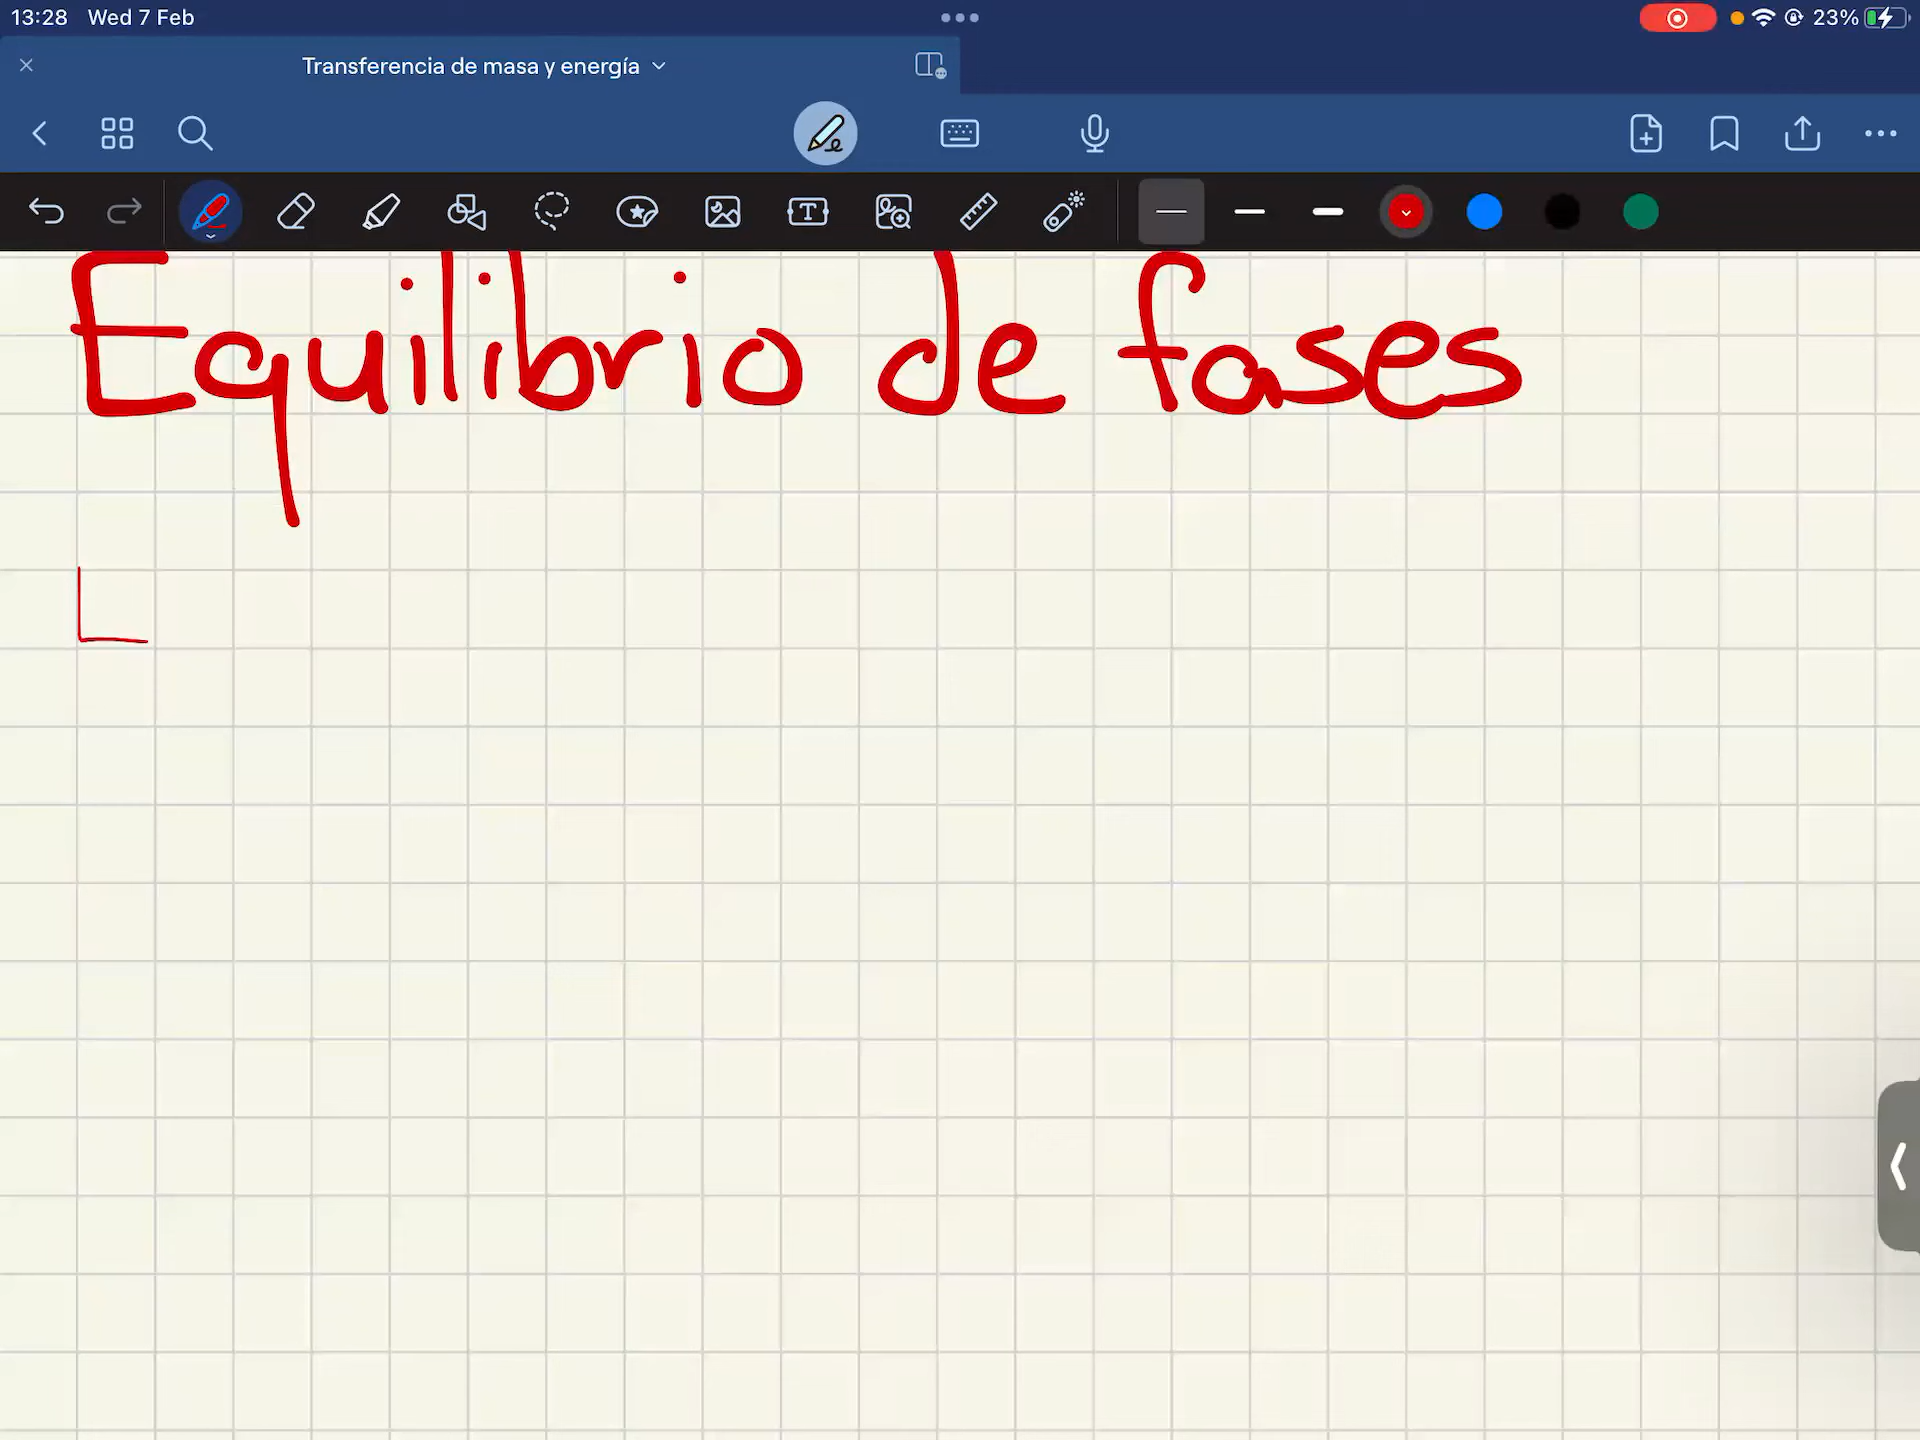 13:28 Wed 7 Feb 23%
Transferencia de masa y energía
Equilibrio de fases
L